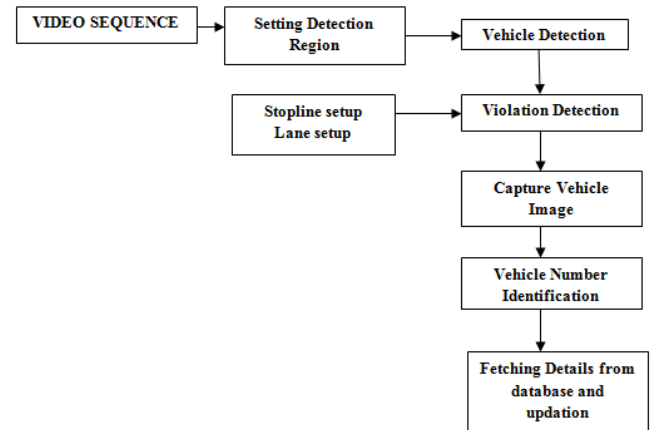 VIDEO SEQUENCE
Setting Detection
Region
Vehicle Detection
Stopline setup
Lane setup
Violation Detection
Capture Vehicle
Image
Vehicle Number
Identification
Fetching Details from
database and
updation